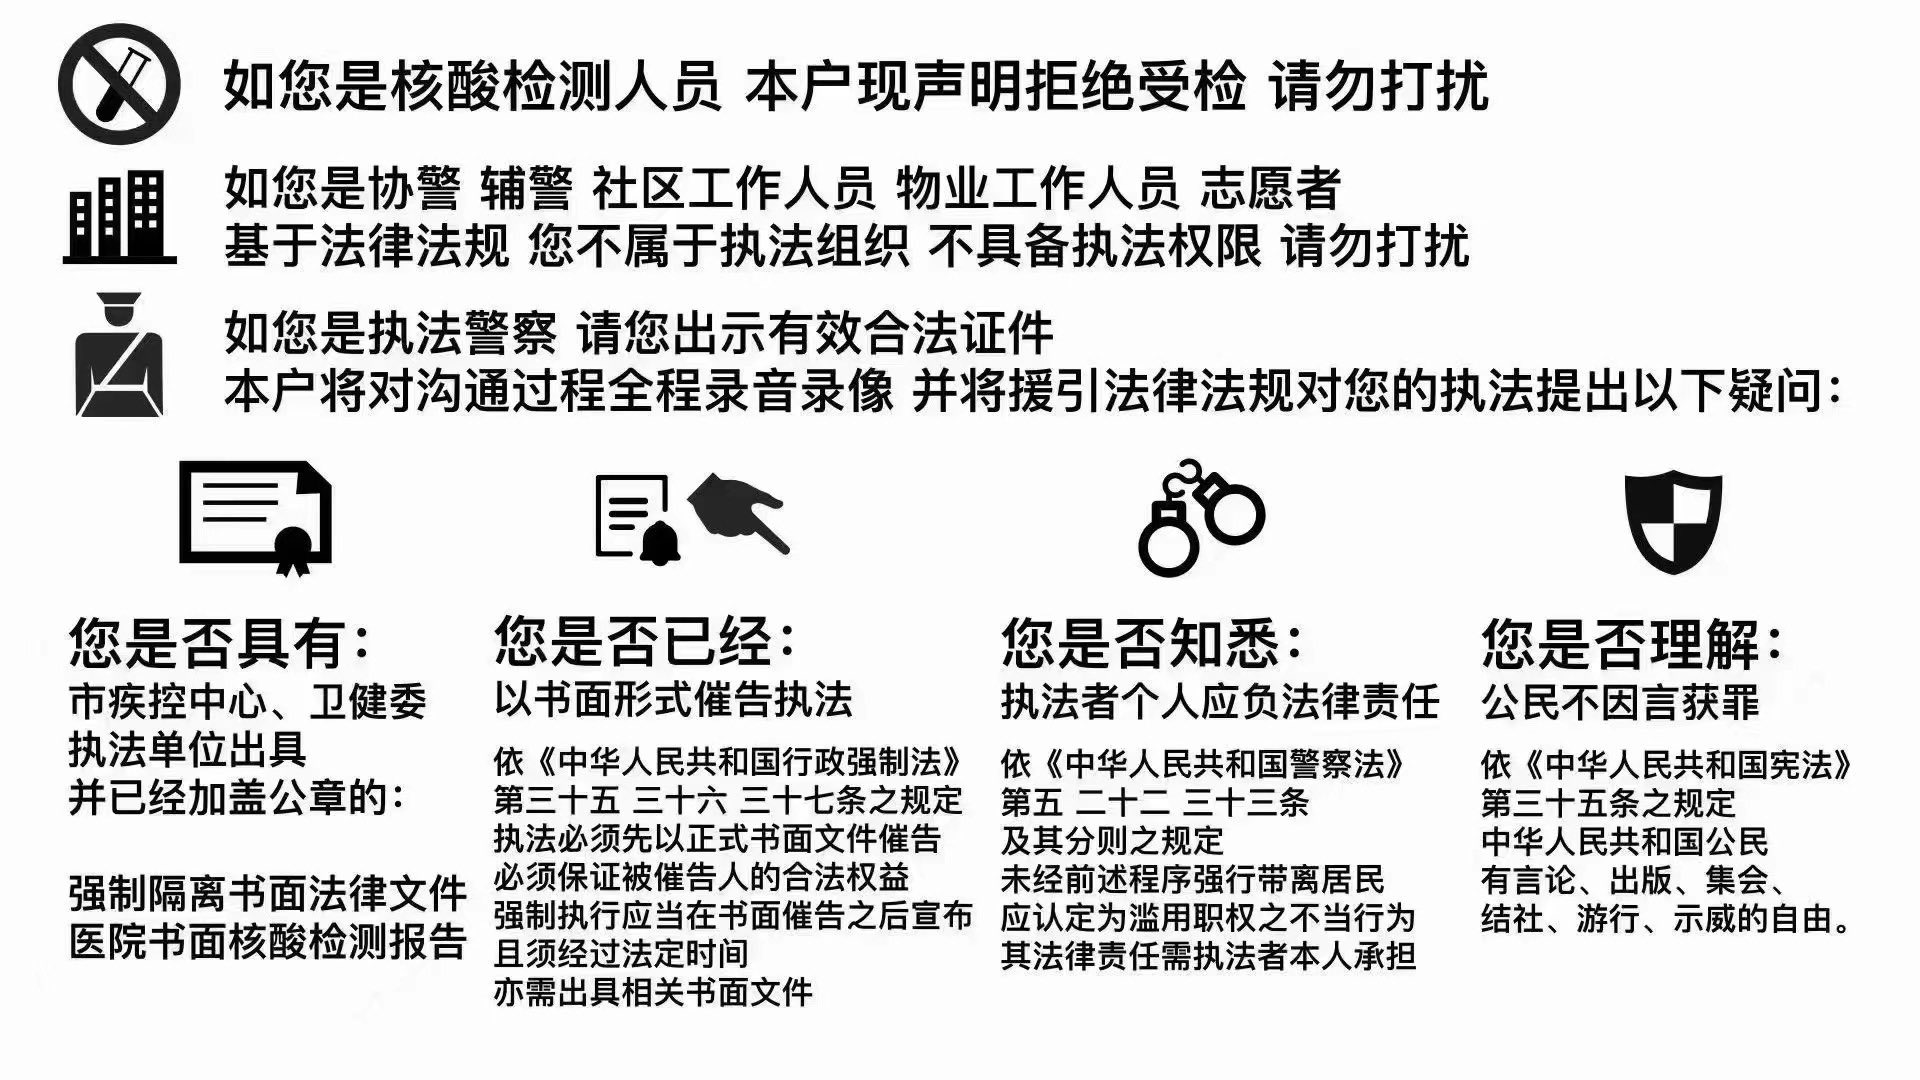 如您是核酸检测人员 本户现声明拒绝受检 请勿打扰
如您是协警 辅警 社区工作人员 物业工作人员 志愿者
基于法律法规 您不属于执法组织 不具备执法权限 请勿打扰
如您是执法警察 请您出示有效合法证件
本户将对沟通过程全程录音录像 并将援引法律法规对您的执法提出以下疑问：
您是否具有：
市疾控中心、卫健委
执法单位出具
并已经加盖公章的：
强制隔离书面法律文件
医院书面核酸检测报告
您是否已经：
以书面形式催告执法
依《中华人民共和国行政强制法》
第三十五 三十六 三十七条之规定
执法必须先以正式书面文件催告
必须保证被催告人的合法权益
强制执行应当在书面催告之后宣布
且须经过法定时间
亦需出具相关书面文件
您是否知悉：
执法者个人应负法律责任
依《中华人民共和国警察法》
第五 二十二 三十三条
及其分则之规定
未经前述程序强行带离居民
应认定为滥用职权之不当行为
其法律责任需执法者本人承担
您是否理解：
公民不因言获罪
依《中华人民共和国宪法》
第三十五条之规定
中华人民共和国公民
有言论、出版、集会、
结社、游行、示威的自由。